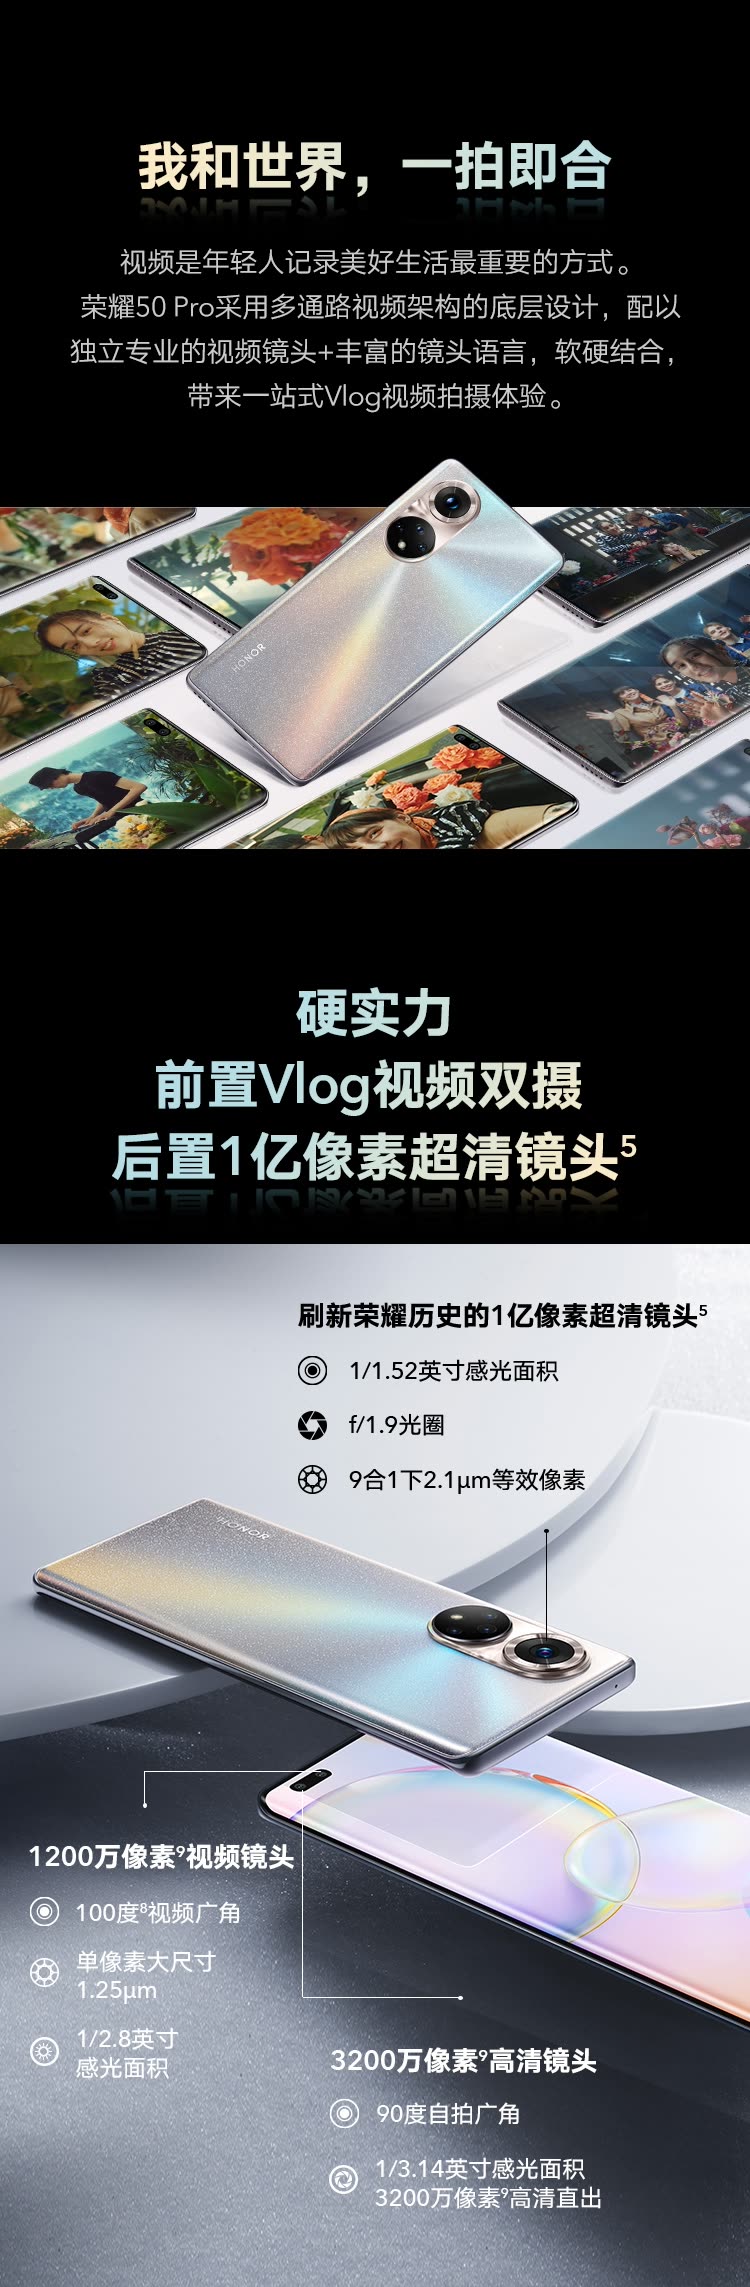 我和世界，一拍即合
视频是年轻人记录美好生活最重要的方式。
荣耀50 Pro采用多通路视频架构的底层设计，配以
独立专业的视频镜头+丰富的镜头语言，软硬结合，
带来一站式Vlog视频拍摄体验。
HONOR
硬实力
前置Vlog视频双摄
后置1亿像素超清镜头5
刷新荣耀历史的1亿像素超清镜头5
1/1.52英寸感光面积
f/1.9光圈
9合1下2.1μm等效像素
HONOR
1200万像素9视频镜头
100度8视频广角
单像素大尺寸
1.25μm
1/2.8英寸
感光面积
3200万像素9高清镜头
90度自拍广角
1/3.14英寸感光面积
3200万像素9高清直出